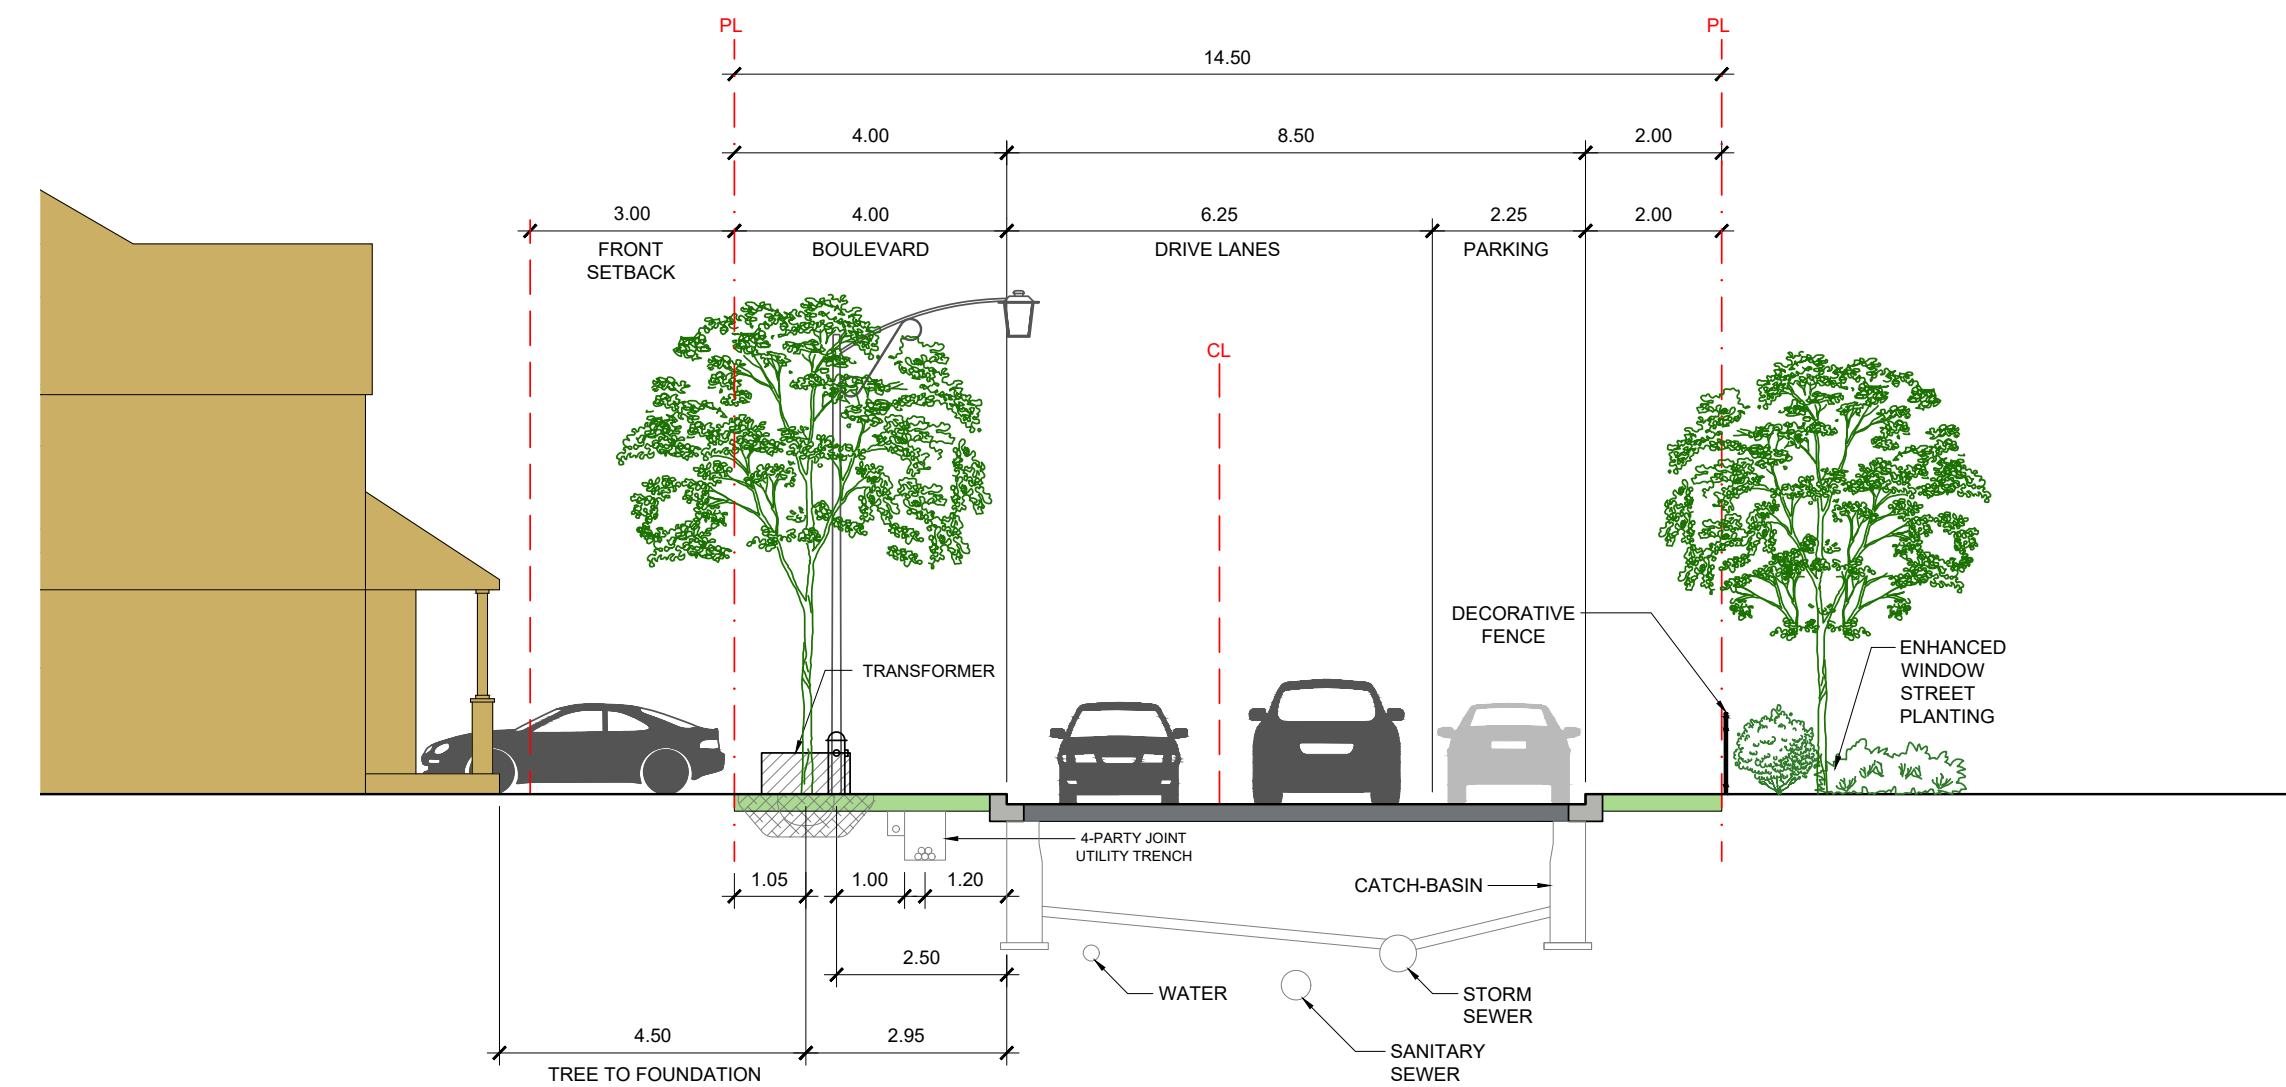 PL
PL
14.50
4.00
8.50
2.00
3.00
4.00
6.25
2.25
2.00
FRONT
SETBACK
BOULEVARD
DRIVE LANES
PARKING
CL
DECORATIVE
FENCE
ENHANCED
WINDOW
STREET
PLANTING
TRANSFORMER
4-PARTY JOINT
UTILITY TRENCH
1.05
1.00
1.20
CATCH-BASIN
2.50
WATER
STORM
SEWER
4.50
2.95
SANITARY
SEWER
TREE TO FOUNDATION